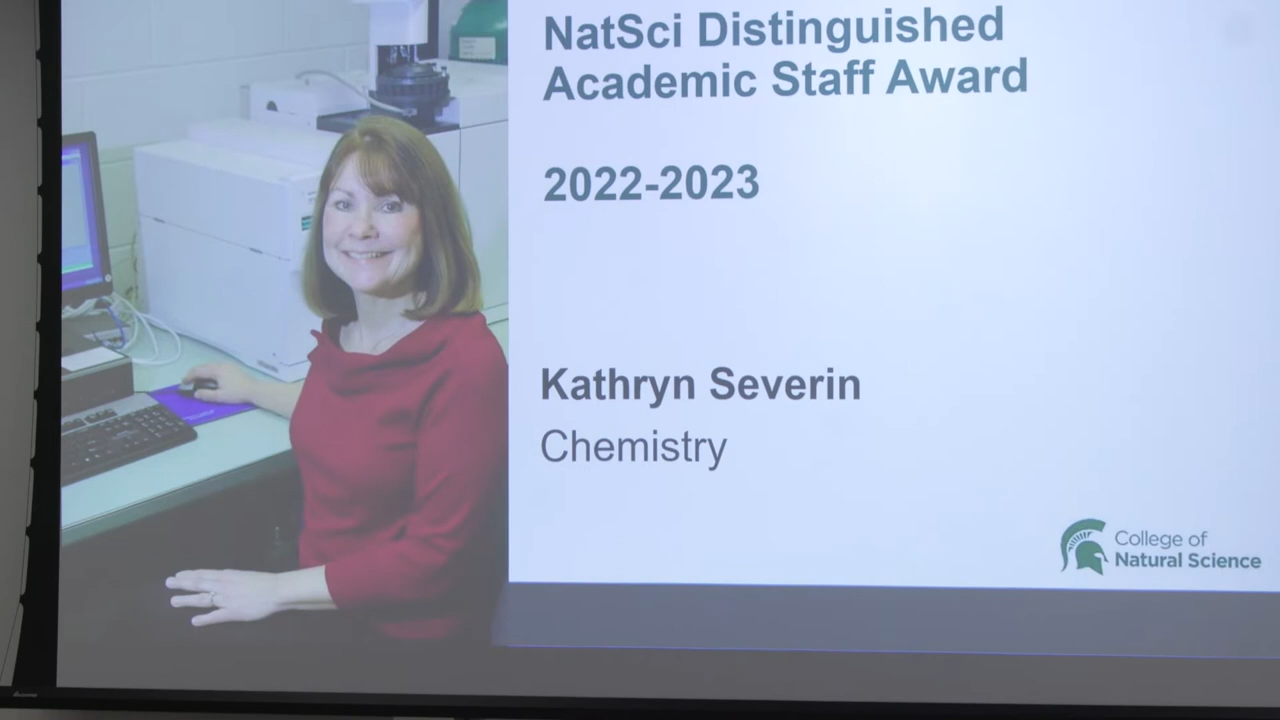 NatSci Distinguished
Academic Staff Award
2022-2023
Kathryn Severin
Chemistry
College of
Natural Science